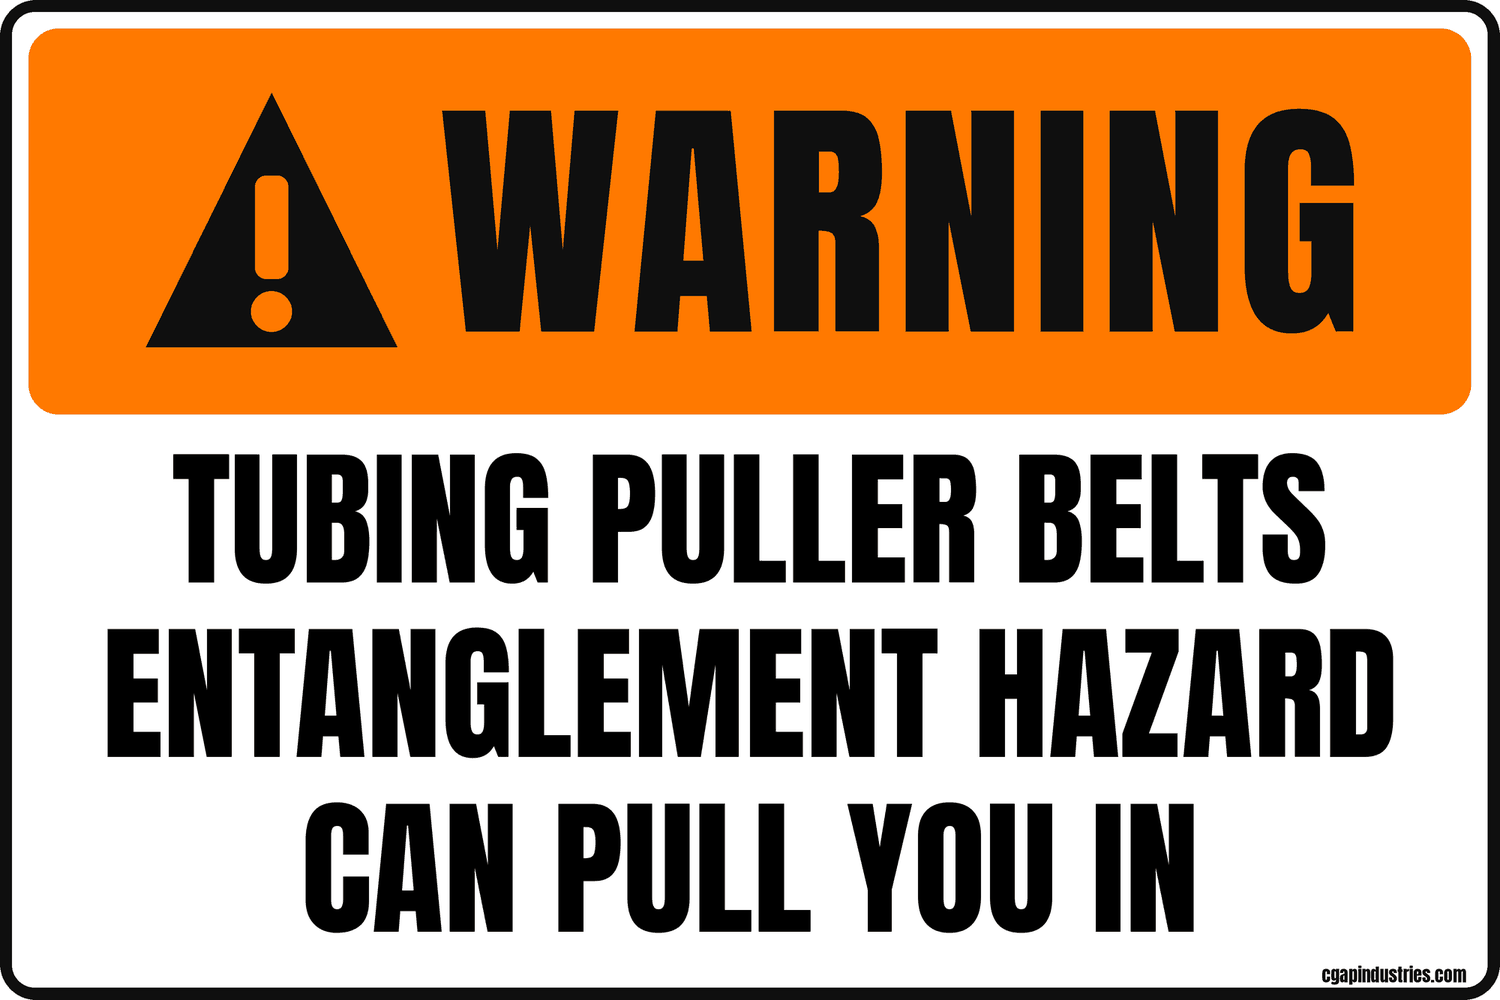 WARNING
TUBING PULLER BELTS
ENTANGLEMENT HAZARD
CAN PULL YOU IN
cgapindustries.com